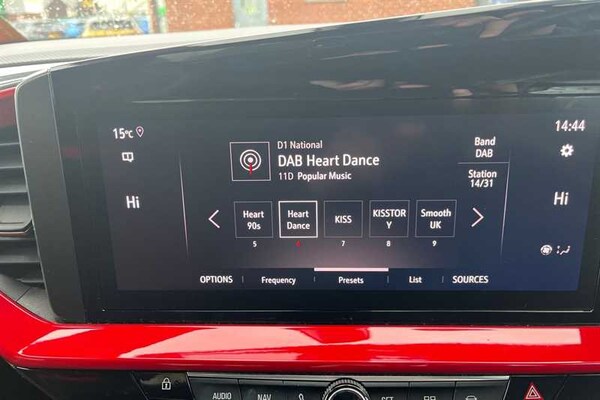 15℃
14:44
D1 National
DAB Heart Dance
11D Popular Music
Band
DAB
Station
14/31
Hi
Hi
Heart
90s
Heart
Dance
KISS
KISSTOR
Y
Smooth
UK
5
6
7
8
9
OPTIONS
Frequency
Presets
List
SOURCES
AUDIO
NAV